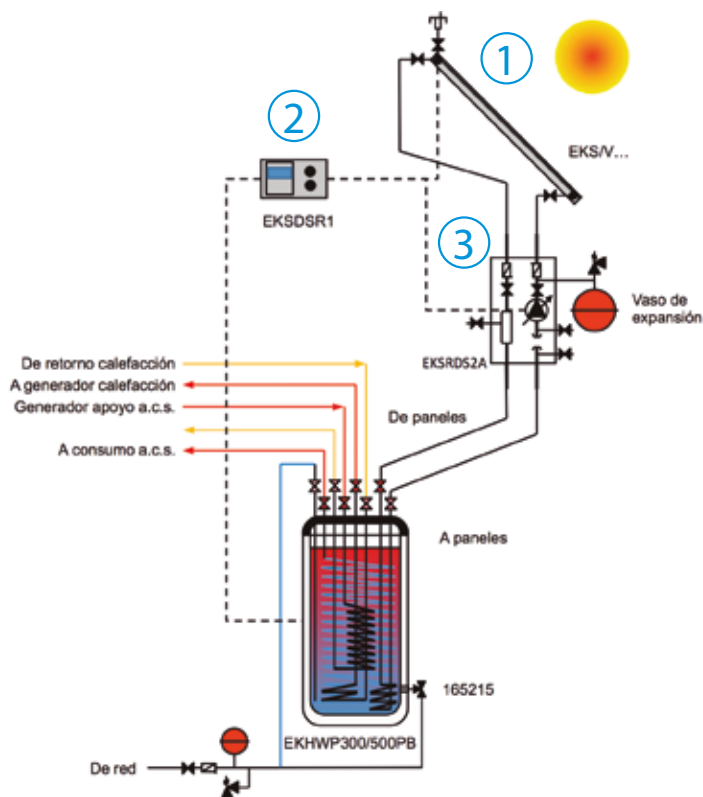 1
2
EKS/V...
EKSDSR1
3
Vaso de
expansión
EKSRDS2A
De retorno calefacción
A generador calefacción
Generador apoyo a.c.s.
De paneles
A consumo a.c.s.
A paneles
165215
EKHWP300/500PB
De red